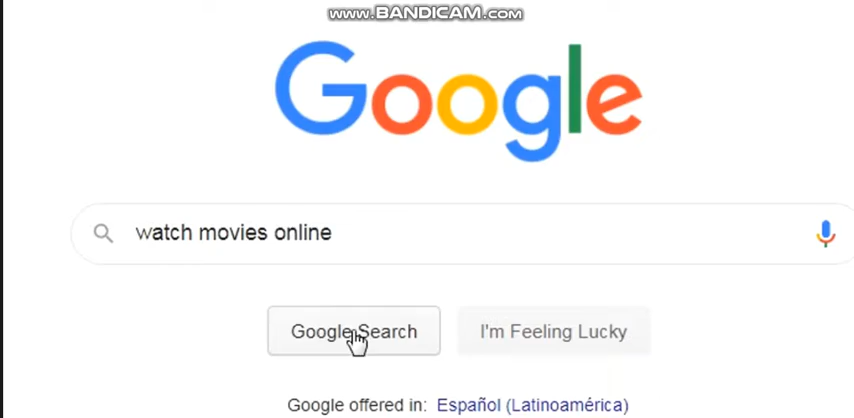 www.BANDICAM.com
Google
watch movies online
Google Search
I'm Feeling Lucky
Google offered in: Español (Latinoamérica)